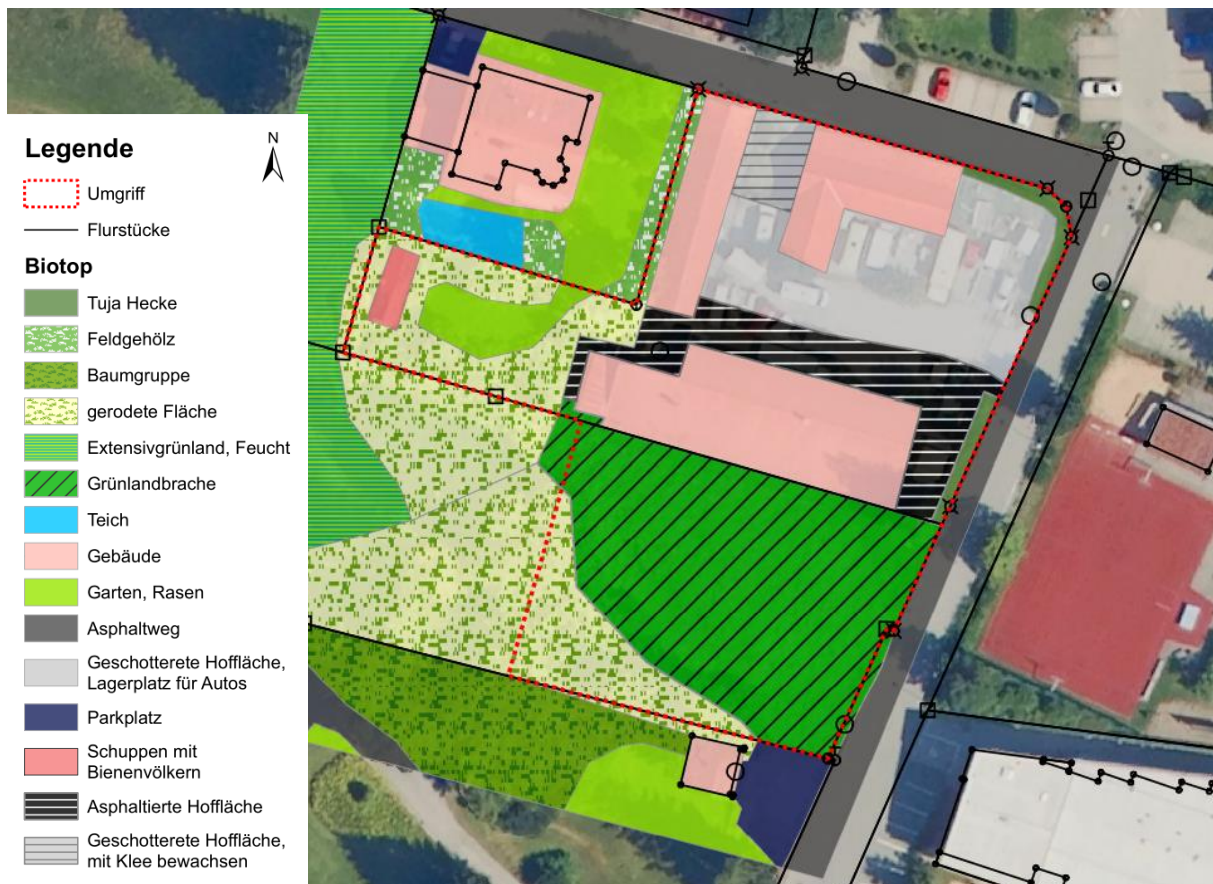 Legende
N
Umgriff
Flurstücke
Biotop
Tuja Hecke
Feldgehölz
Baumgruppe
gerodete Fläche
Extensivgrünland, Feucht
Grünlandbrache
Teich
Gebäude
Garten, Rasen
Asphaltweg
Geschotterete Hoffläche,
Lagerplatz für Autos
Parkplatz
Schuppen mit
Bienenvölkern
Asphaltierte Hoffläche
Geschotterete Hoffläche,
mit Klee bewachsen